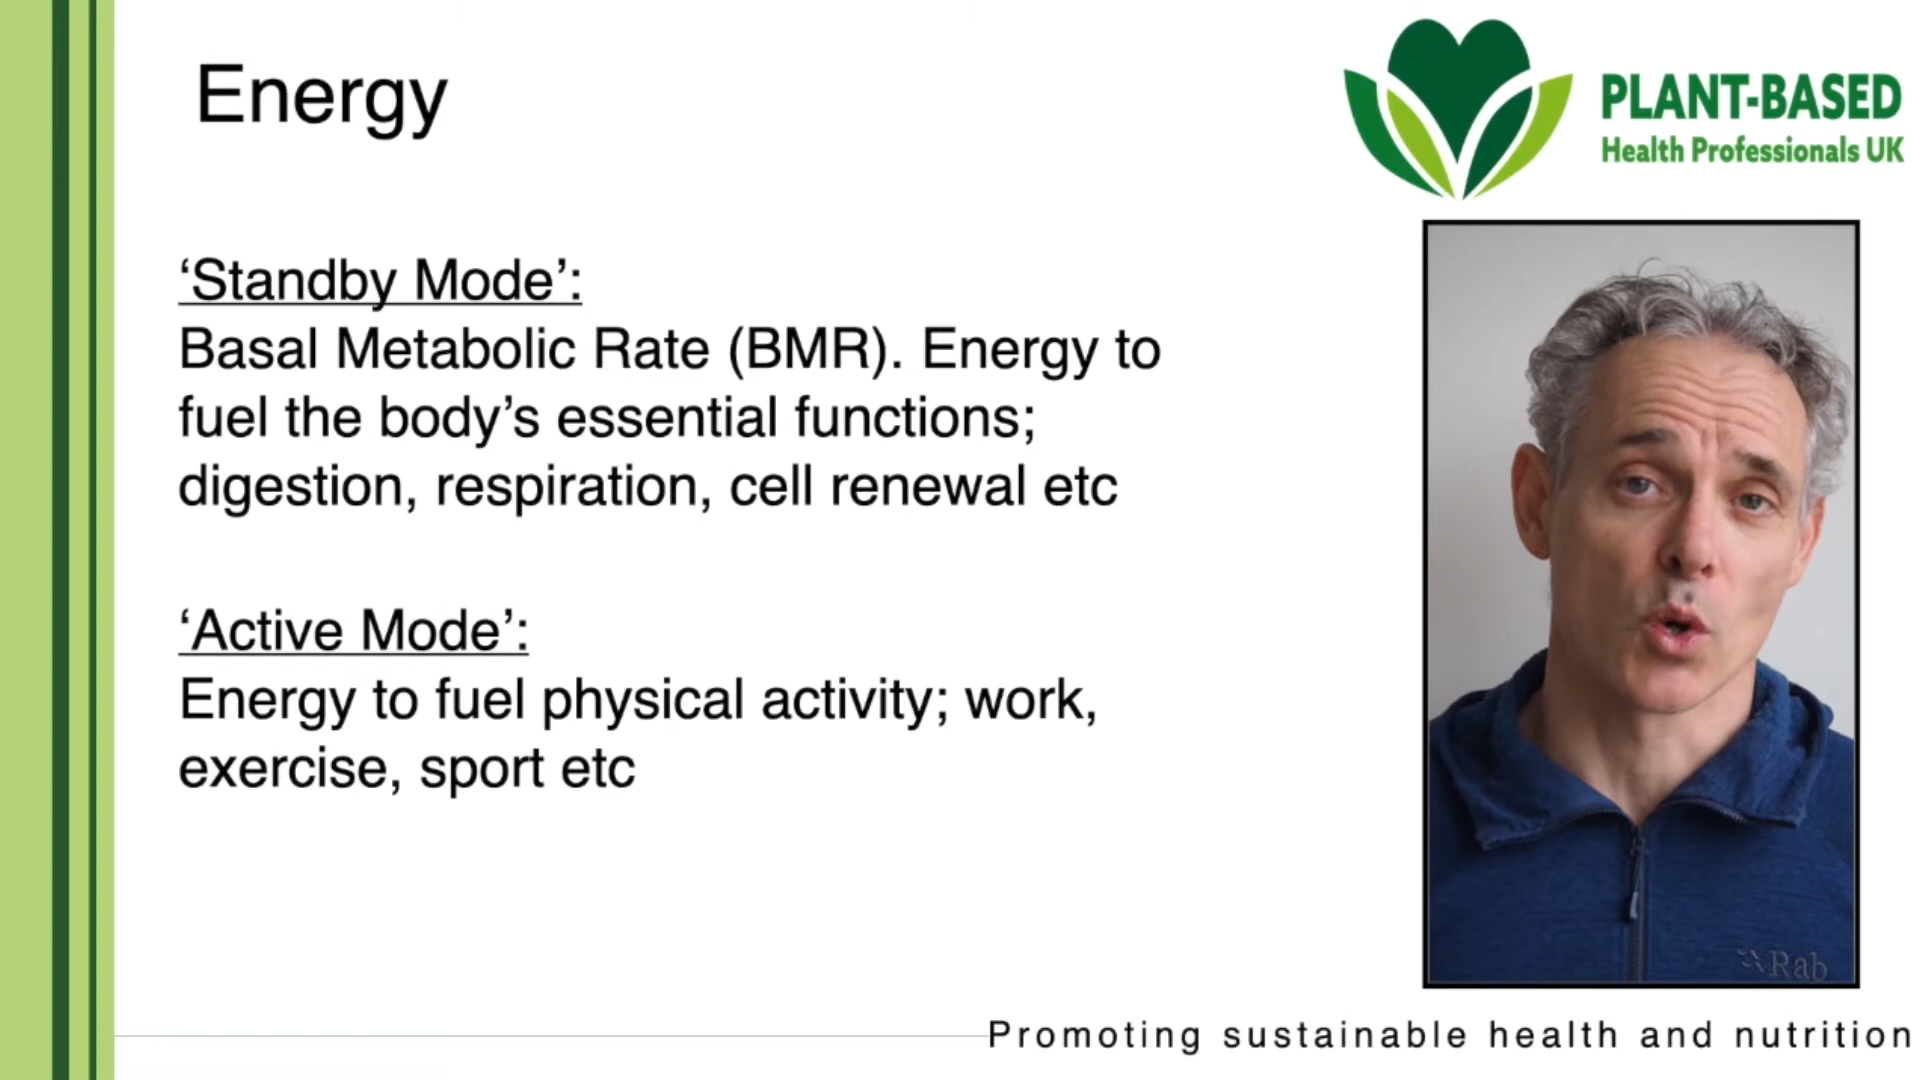 Energy
PLANT-BASED
Health Professionals UK
‘Standby Mode’:
Basal Metabolic Rate (BMR). Energy to
fuel the body’s essential functions;
digestion, respiration, cell renewal etc
‘Active Mode’:
Energy to fuel physical activity; work,
exercise, sport etc
Rab
Promoting sustainable health and nutrition